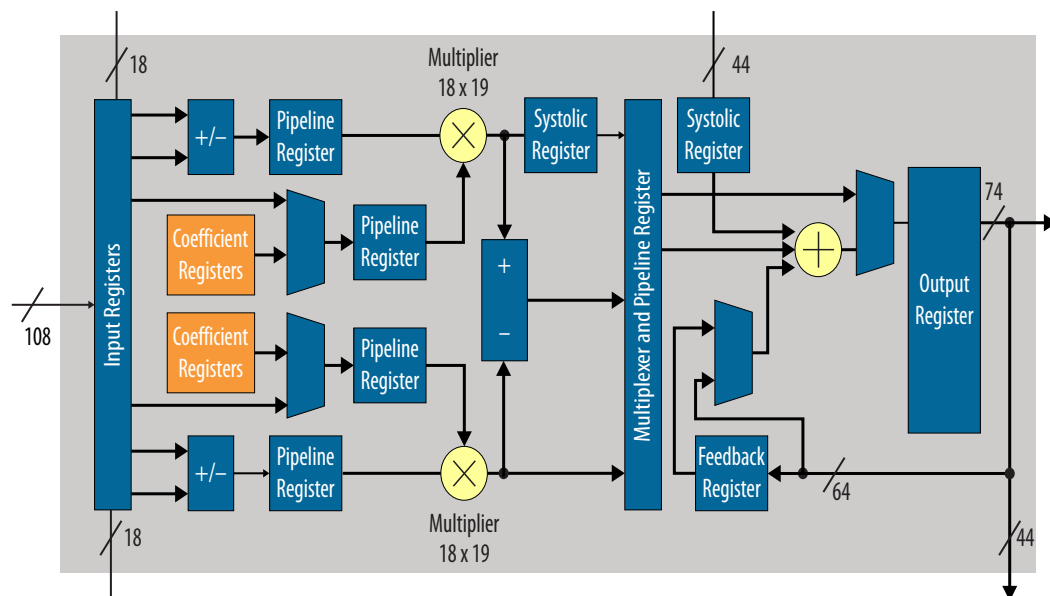 18
44
Multiplier
18 x 19
+/−
Pipeline
Register
Systolic
Register
Systolic
Register
74
Coefficient
Registers
Pipeline
Register
+
−
Output
Register
108
Input Registers
Multiplexer and Pipeline Register
Coefficient
Registers
Pipeline
Register
+/−
Pipeline
Register
Feedback
Register
64
Multiplier
18 x 19
18
44